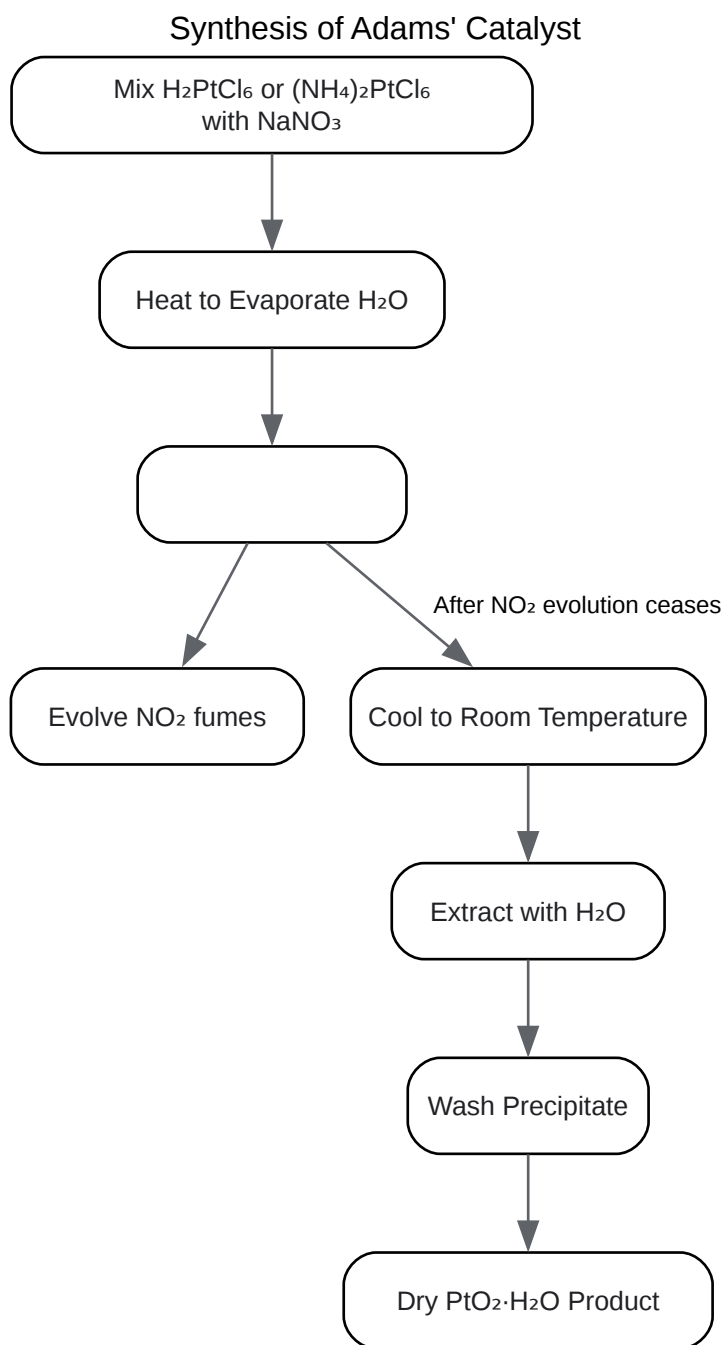 Synthesis of Adams' Catalyst
Mix H₂PtCl₆ or (NH₄)₂PtCl₆
with NaNO₃
Heat to Evaporate H₂O
After NO₂ evolution ceases
Evolve NO₂ fumes
Cool to Room Temperature
Extract with H₂O
Wash Precipitate
Dry PtO₂·H₂O Product